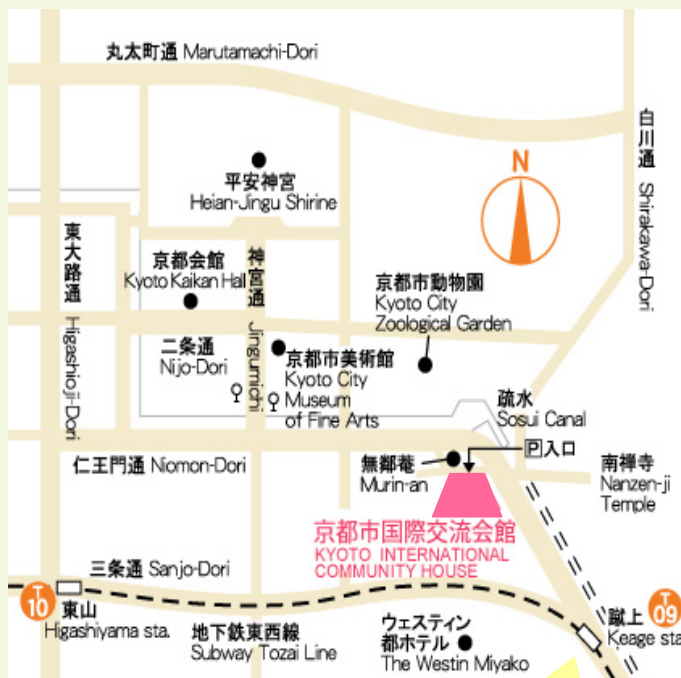 丸太町通 Marutamachi-Dori
白川通 Shirakawa-Dori
N
平安神宮
Heian-Jingu Shirine
東大路通 Higashioji-Dori
京都会館
Kyoto Kaikan Hall
神宮通 Jingumichi
京都市動物園
Kyoto City
Zoological Garden
二条通
Nijo-Dori
京都市美術館
Kyoto City
Museum
of Fine Arts
疏水
Sosui Canal
仁王門通 Niomon-Dori
無鄰菴
Murin-an
P入口
南禅寺
Nanzen-ji
Temple
京都市国際交流会館
KYOTO INTERNATIONAL
COMMUNITY HOUSE
三条通 Sanjo-Dori
T
10
東山
Higashiyama sta.
地下鉄東西線
Subway Tozai Line
ウェスティン
都ホテル
The Westin Miyako
蹴上
T
09
Keage sta